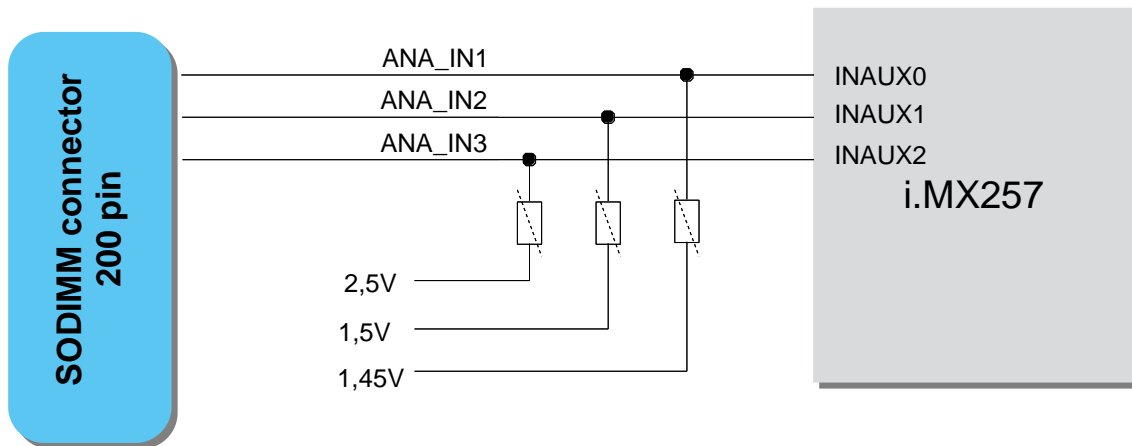 SODIMM connector
200 pin
ANA_IN1
ANA_IN2
ANA_IN3
2,5V
1,5V
1,45V
INAUX0
INAUX1
INAUX2
i.MX257